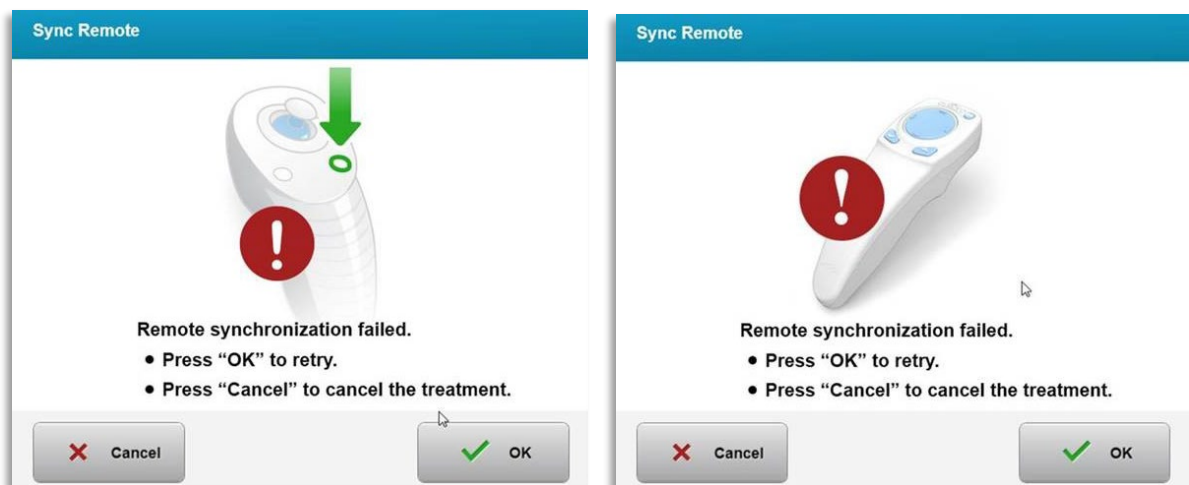 Sync Remote
Remote synchronization failed.
• Press “OK” to retry.
• Press “Cancel” to cancel the treatment.
Cancel
OK
Sync Remote
Remote synchronization failed.
• Press “OK” to retry.
• Press “Cancel” to cancel the treatment.
Cancel
OK